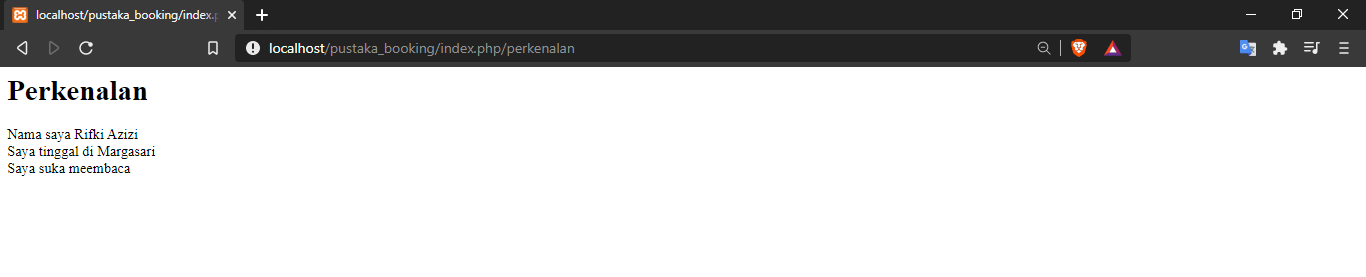 localhost/pustaka_booking/index.p
localhost/pustaka_booking/index.php/perkenalan
Perkenalan
Nama saya Rifki Azizi
Saya tinggal di Margasari
Saya suka meembaca